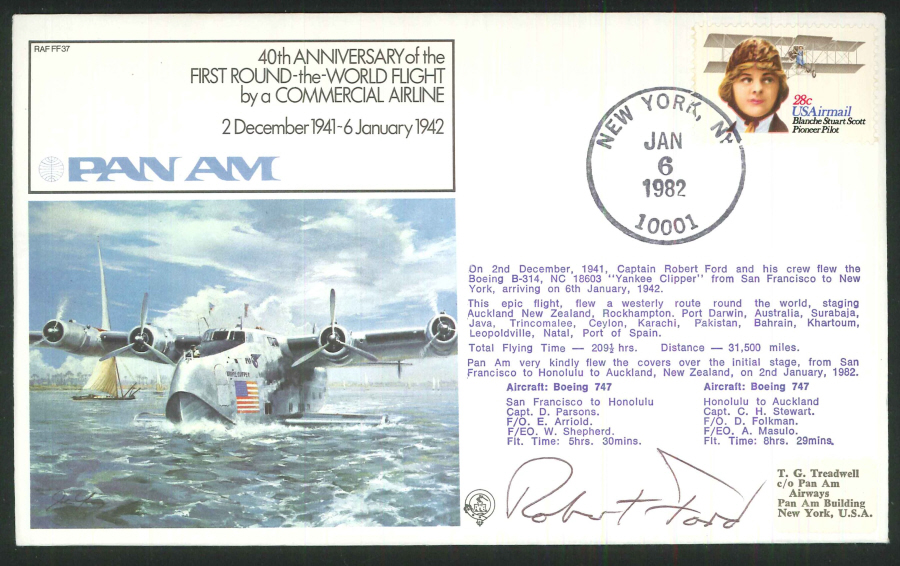 RAF FF37
40th ANNIVERSARY of the
FIRST ROUND-the-WORLD FLIGHT
by a COMMERCIAL AIRLINE
2 December 1941-6 January 1942
PAN AM
28c
USAirmail
Blanche Stuart Scott
Pioneer Pilot
NEW YORK, NY
JAN
6
1982
10001
On 2nd December, 1941, Captain Robert Ford and his crew flew the
Boeing B-314, NC 18603 "Yankee Clipper" from San Francisco to New
York, arriving on 6th January, 1942.
This epic flight, flew a westerly route round the world, staging
Auckland New Zealand, Rockhampton. Port Darwin, Australia, Surabaja,
Java, Trincomalee, Ceylon, Karachi, Pakistan, Bahrain, Khartoum,
Leopoldville, Natal, Port of Spain.
Total Flying Time — 209½ hrs. Distance — 31,500 miles.
Pan Am very kindly flew the covers over the initial stage, from San
Francisco to Honolulu to Auckland, New Zealand, on 2nd January, 1982.
Aircraft: Boeing 747
San Francisco to Honolulu
Capt. D. Parsons.
F/O. E. Arriold.
F/EO. W. Shepherd.
Flt. Time: 5hrs. 30mins.
Aircraft: Boeing 747
Honolulu to Auckland
Capt. C. H. Stewart.
F/O. D. Folkman.
F/EO. A. Masulo.
Flt. Time: 8hrs. 29mins.
Robert Ford
T. G. Treadwell
c/o Pan Am
Airways
Pan Am Building
New York, U.S.A.